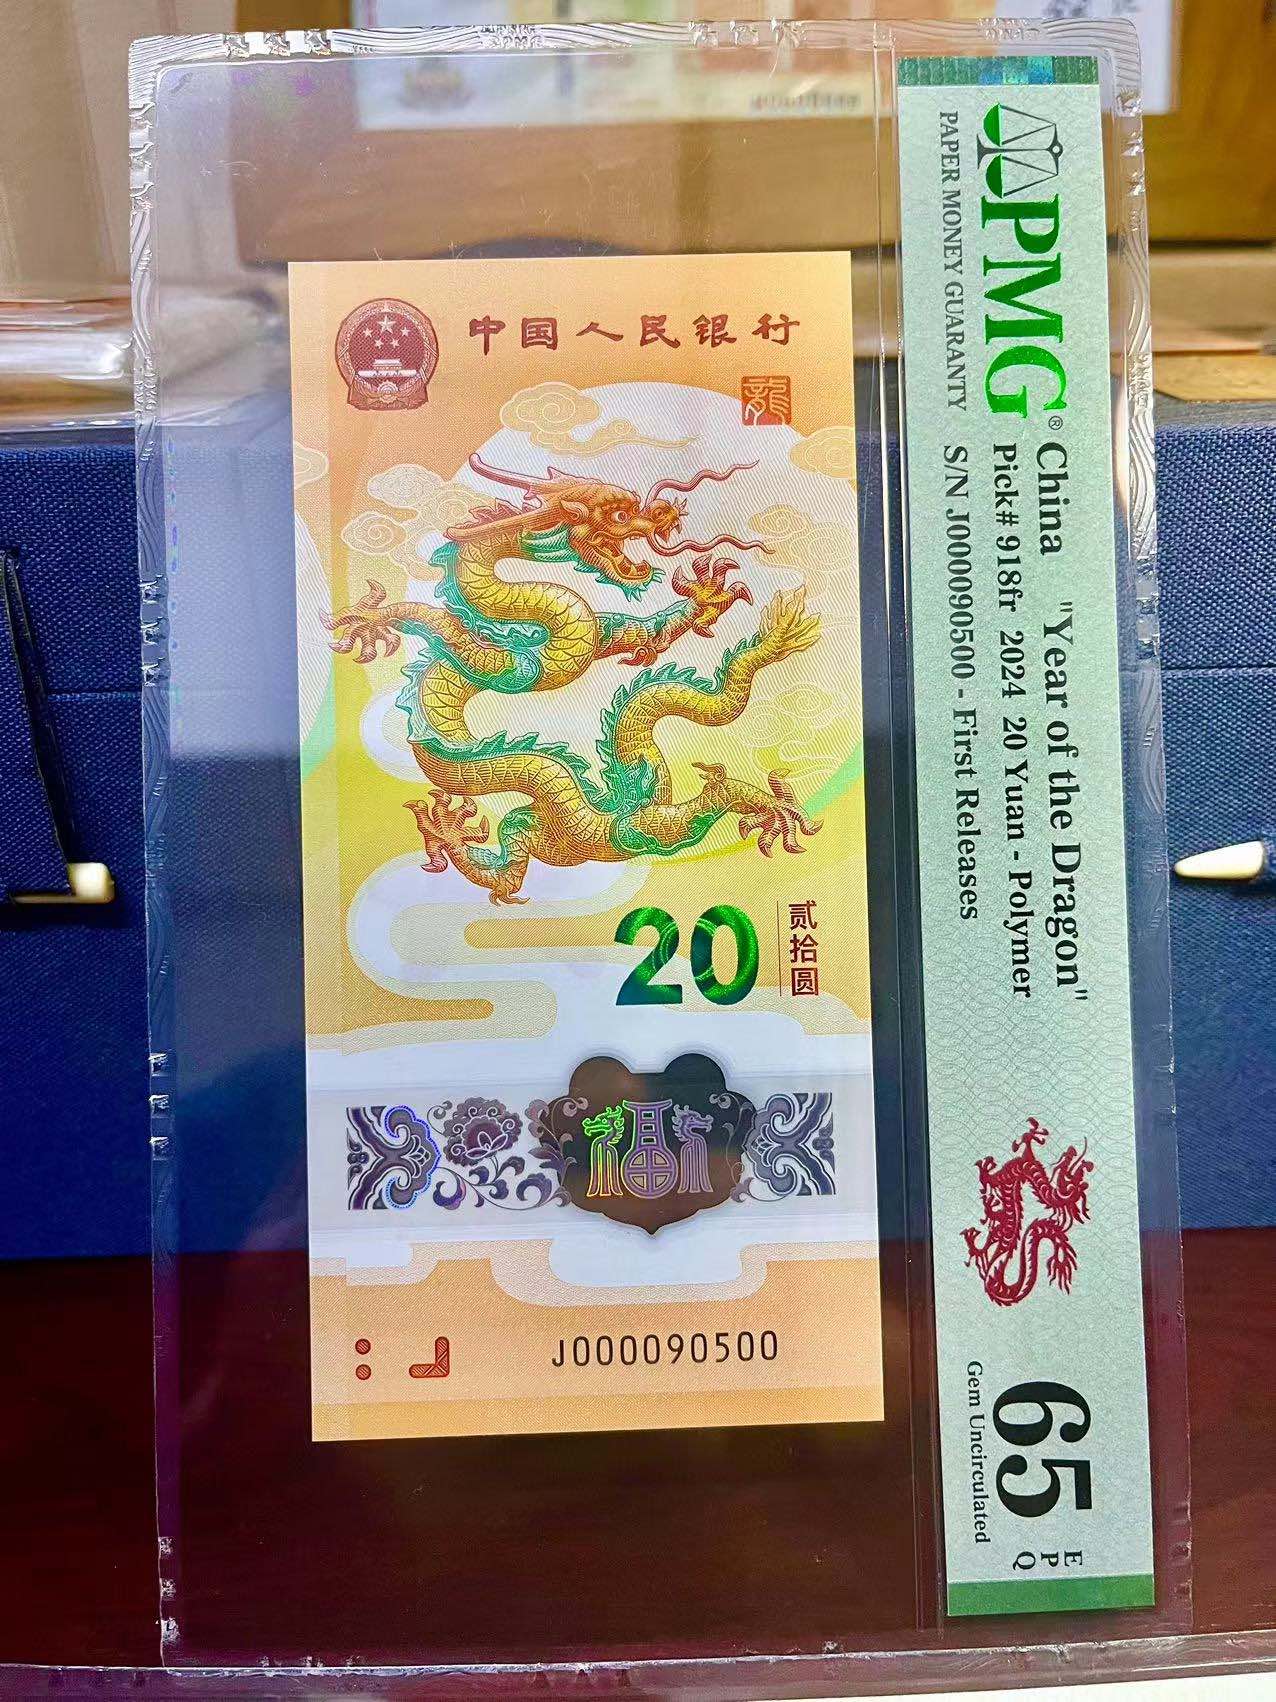 中国人民银行
龍
20
贰拾圆
福
J000090500
PMG®
PAPER MONEY GUARANTY
China "Year of the Dragon"
Pick# 918fr 2024 20 Yuan - Polymer
S/N J000090500 - First Releases
65
EPQ
Gem Uncirculated